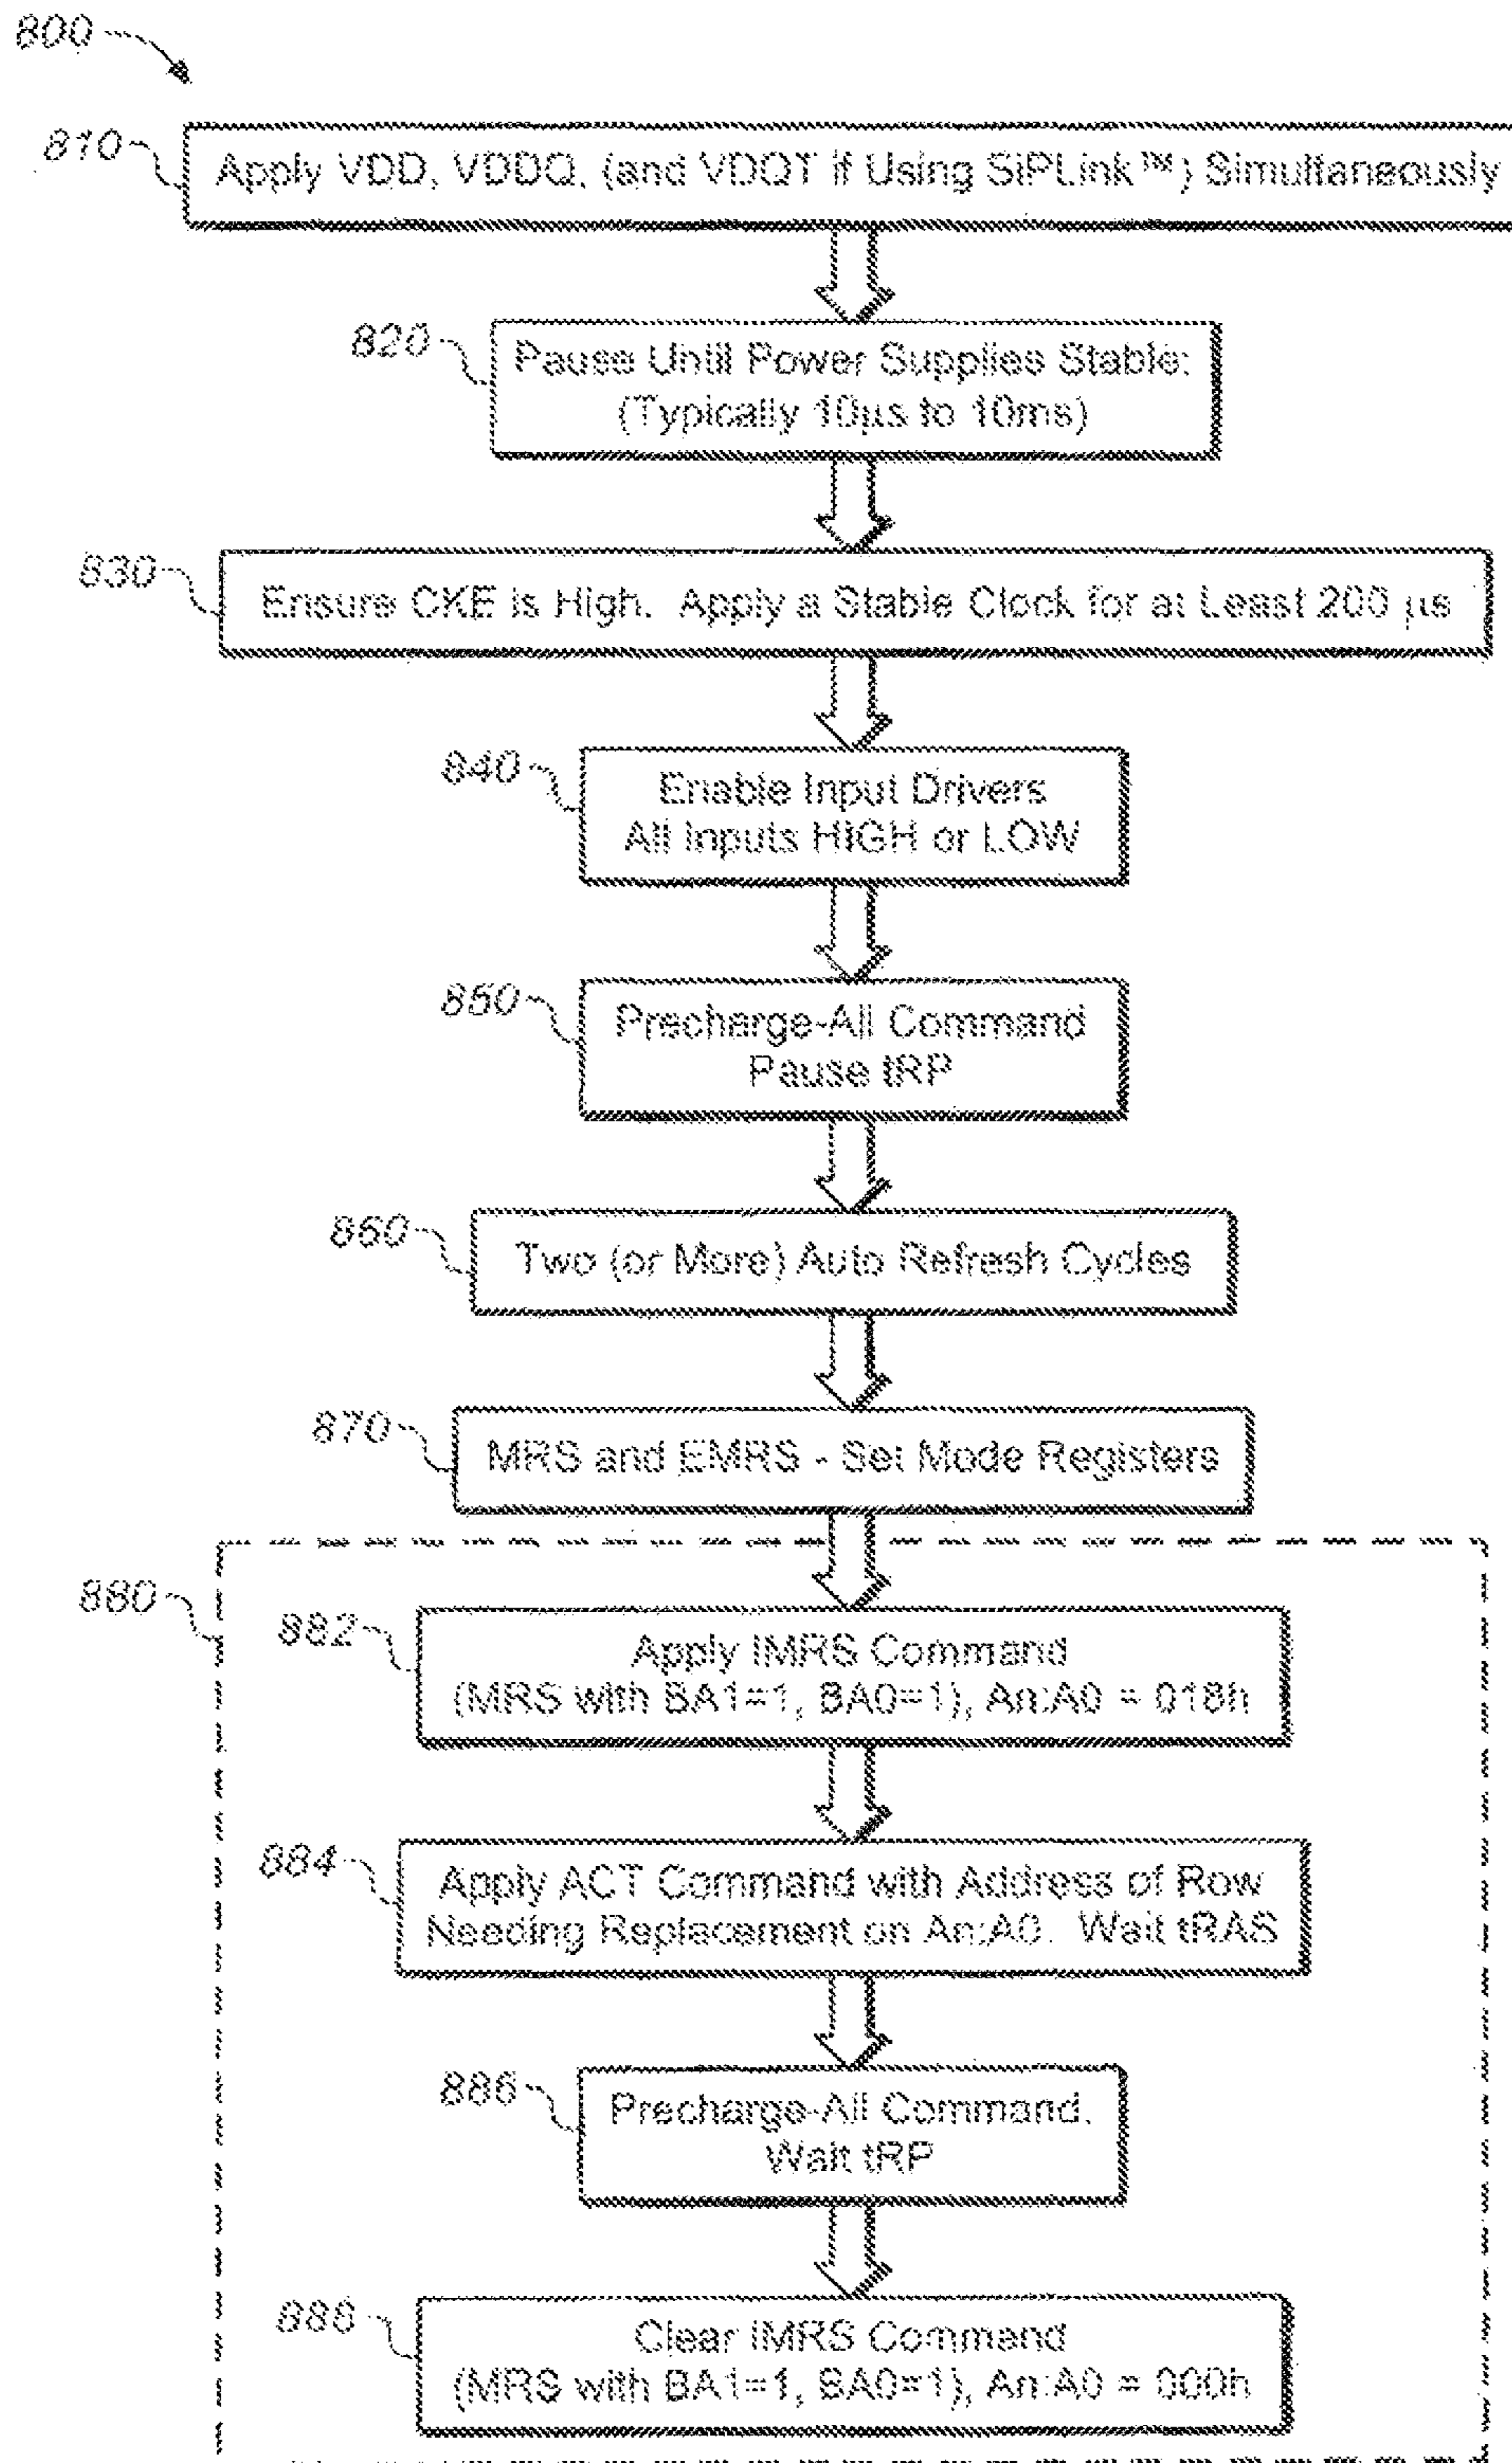 800
810
Apply VDD, VDDQ, (and VDQT if Using SiPLink™) Simultaneously
820
Pause Until Power Supplies Stable:
(Typically 10µs to 10ms)
830
Ensure CKE is High. Apply a Stable Clock for at Least 200 µs
840
Enable Input Drivers
All Inputs HIGH or LOW
850
Precharge-All Command
Pause tRP
860
Two (or More) Auto Refresh Cycles
870
MRS and EMRS - Set Mode Registers
880
882
Apply IMRS Command
(MRS with BA1=1, BA0=1), An:A0 = 018h
884
Apply ACT Command with Address of Row
Needing Replacement on An:A0. Wait tRAS
886
Precharge-All Command.
Wait tRP
888
Clear IMRS Command
(MRS with BA1=1, BA0=1), An:A0 = 000h